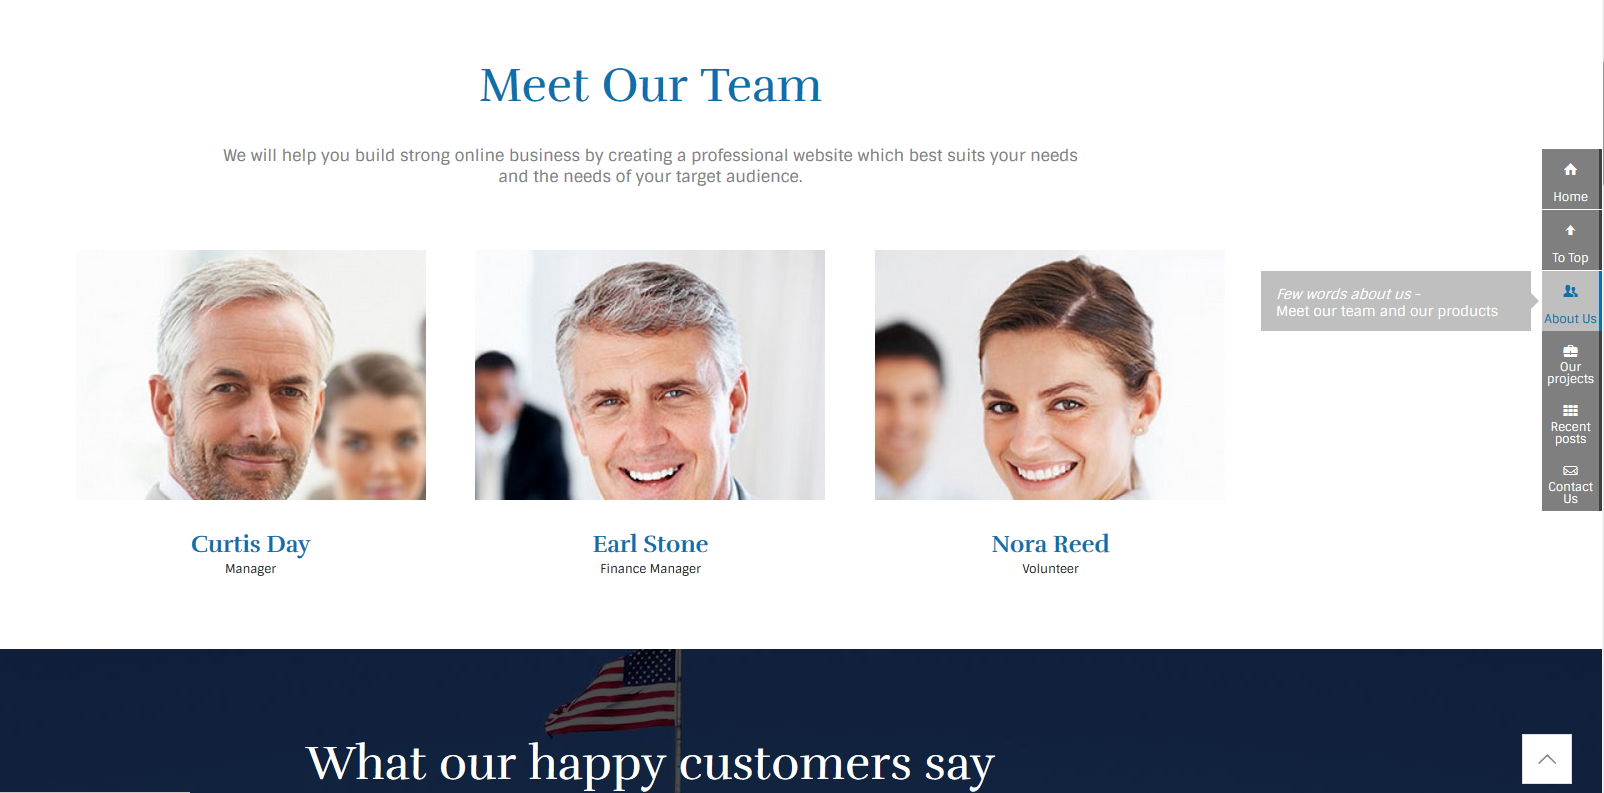 Meet Our Team
We will help you build strong online business by creating a professional website which best suits your needs
and the needs of your target audience.
Home
To Top
Few words about us -
Meet our team and our products
About Us
Our
projects
Recent
posts
Contact
Us
Curtis Day
Manager
Earl Stone
Finance Manager
Nora Reed
Volunteer
What our happy customers say